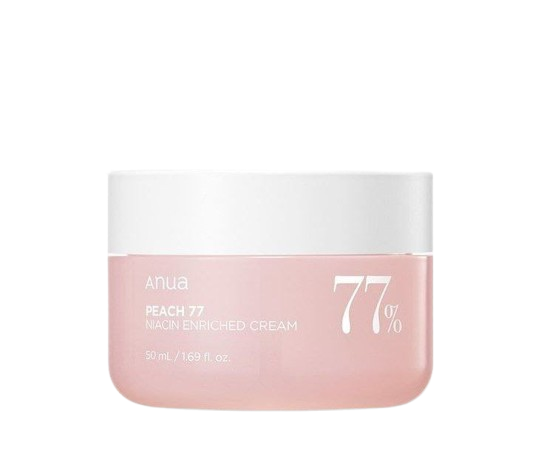 Anua
PEACH 77
NIACIN ENRICHED CREAM
50 mL / 1.69 fl. oz.
77%